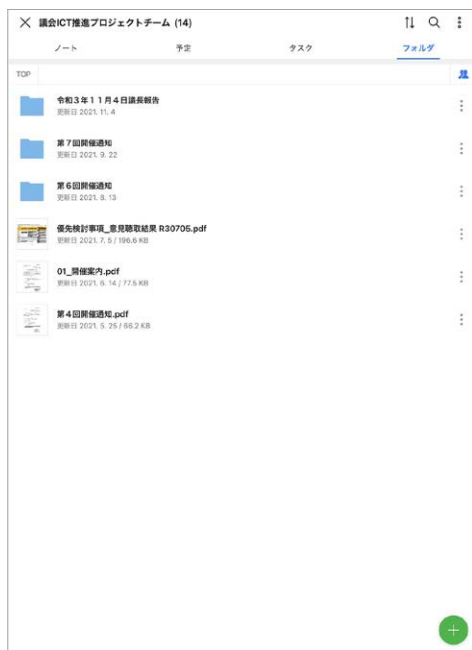 議会ICT推進プロジェクトチーム (14)
ノート 予定 タスク フォルダ
TOP
令和3年11月4日議長報告
更新日 2021. 11. 4
第7回開催通知
更新日 2021. 9. 22
第6回開催通知
更新日 2021. 8. 13
優先検討事項_意見聴取結果 R30705.pdf
更新日 2021. 7. 5 / 196.6 KB
01_開催案内.pdf
更新日 2021. 6. 14 / 77.5 KB
第4回開催通知.pdf
更新日 2021. 5. 25 / 66.2 KB